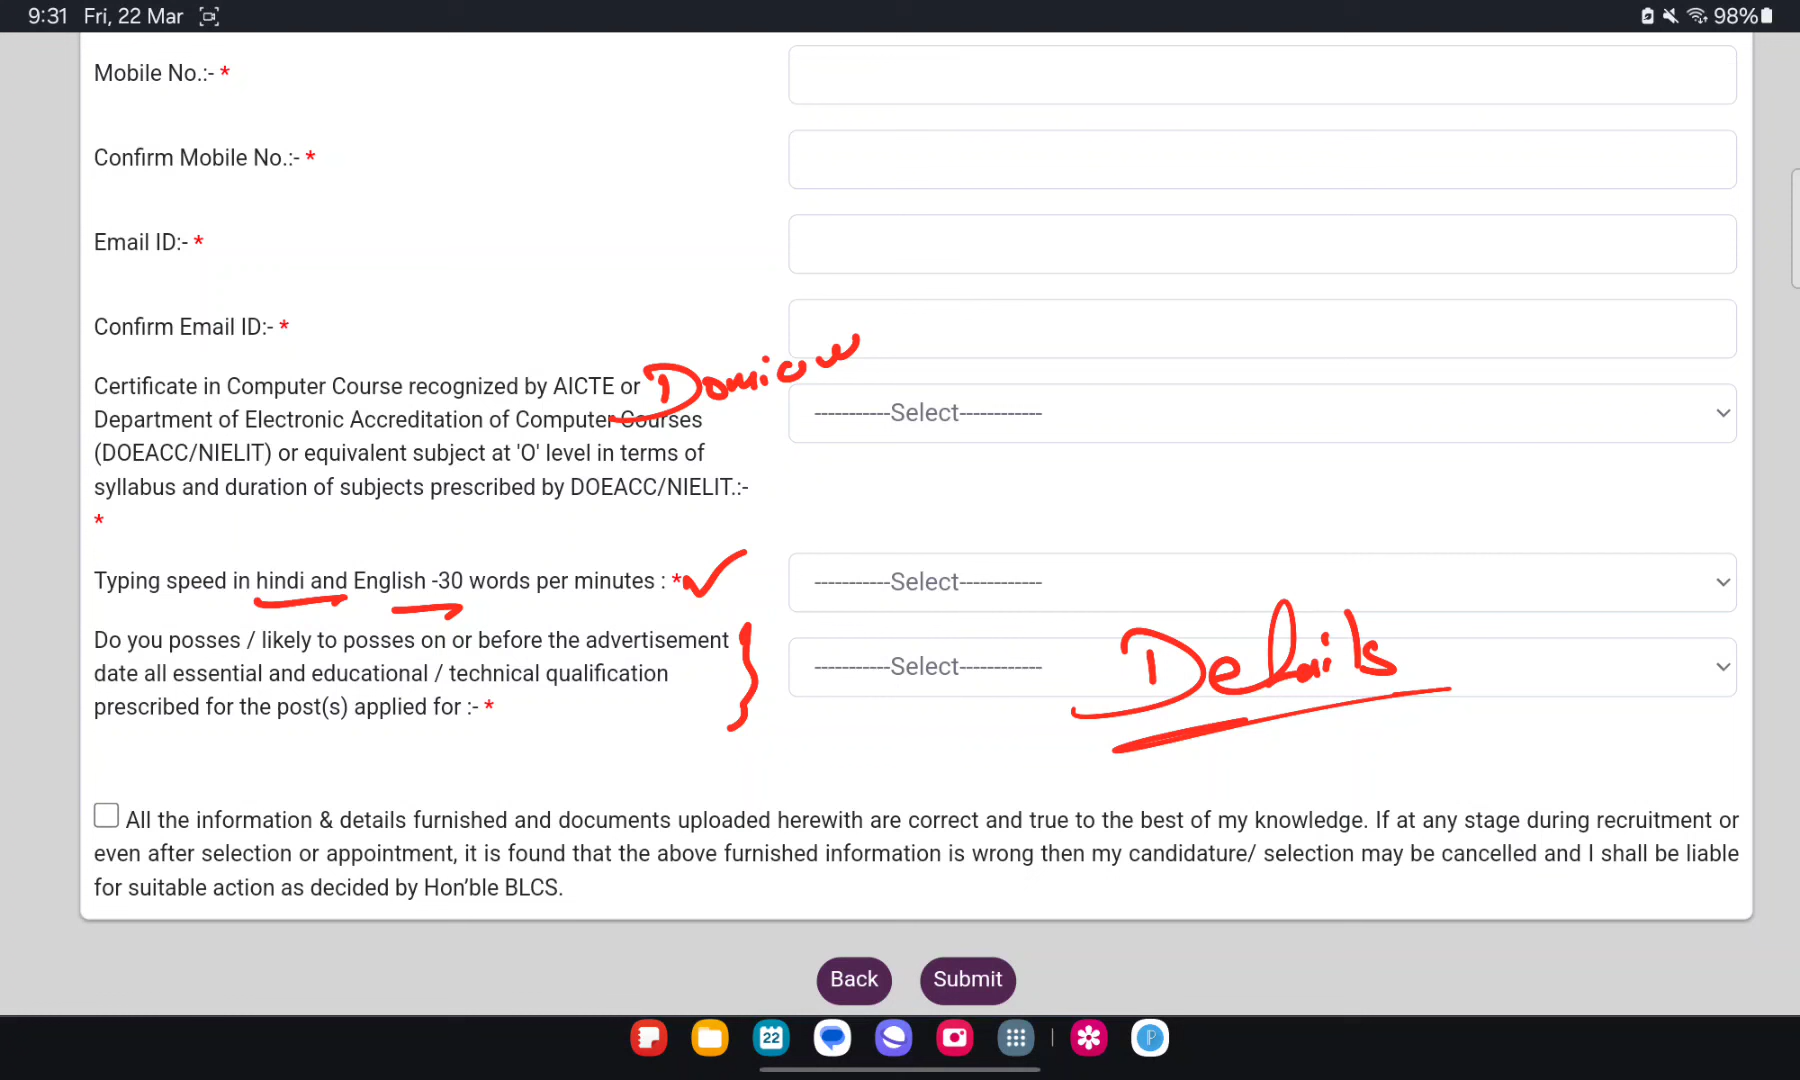 9:31 Fri, 22 Mar 98%
Mobile No.:- *
Confirm Mobile No.:- *
Email ID:- *
Confirm Email ID:- *
Certificate in Computer Course recognized by AICTE or
Department of Electronic Accreditation of Computer Courses
(DOEACC/NIELIT) or equivalent subject at 'O' level in terms of
syllabus and duration of subjects prescribed by DOEACC/NIELIT.:-
*
-----------Select------------
Typing speed in hindi and English -30 words per minutes : *
-----------Select------------
Do you posses / likely to posses on or before the advertisement
date all essential and educational / technical qualification
prescribed for the post(s) applied for :- *
-----------Select------------
Details
All the information & details furnished and documents uploaded herewith are correct and true to the best of my knowledge. If at any stage during recruitment or
even after selection or appointment, it is found that the above furnished information is wrong then my candidature/ selection may be cancelled and I shall be liable
for suitable action as decided by Hon’ble BLCS.
Back Submit
22